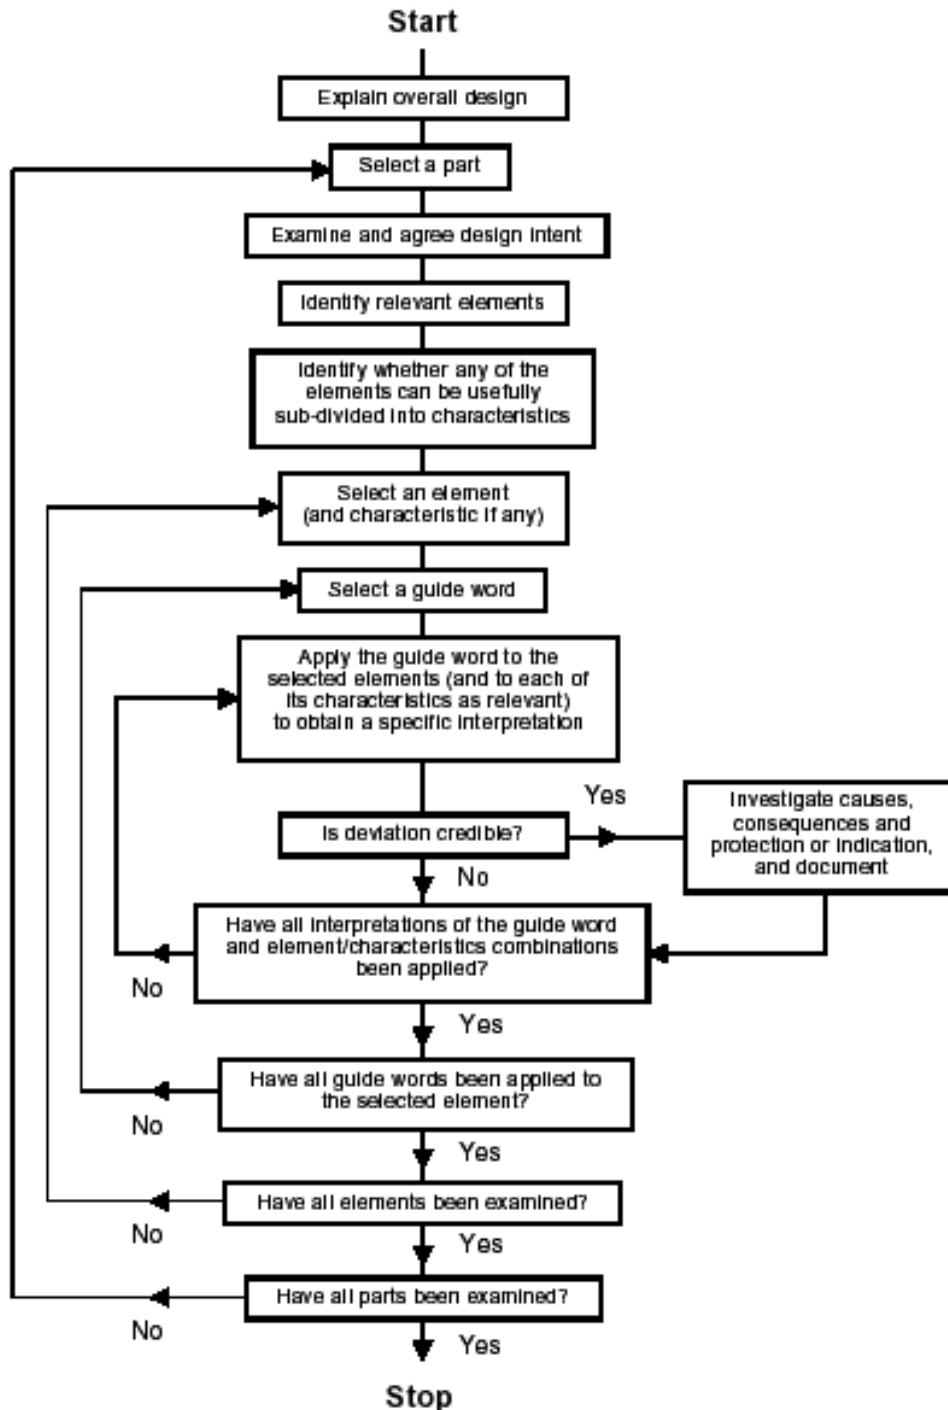 Start
Explain overall design
Select a part
Examine and agree design intent
Identify relevant elements
Identify whether any of the
elements can be usefully
sub-divided into characteristics
Select an element
(and characteristic if any)
Select a guide word
Apply the guide word to the
selected elements (and to each of
its characteristics as relevant)
to obtain a specific interpretation
Yes
Investigate causes,
consequences and
protection or indication,
and document
Is deviation credible?
No
Have all interpretations of the guide word
and element/characteristics combinations
been applied?
No
Yes
Have all guide words been applied to
the selected element?
No
Yes
Have all elements been examined?
No
Yes
Have all parts been examined?
No
Yes
Stop